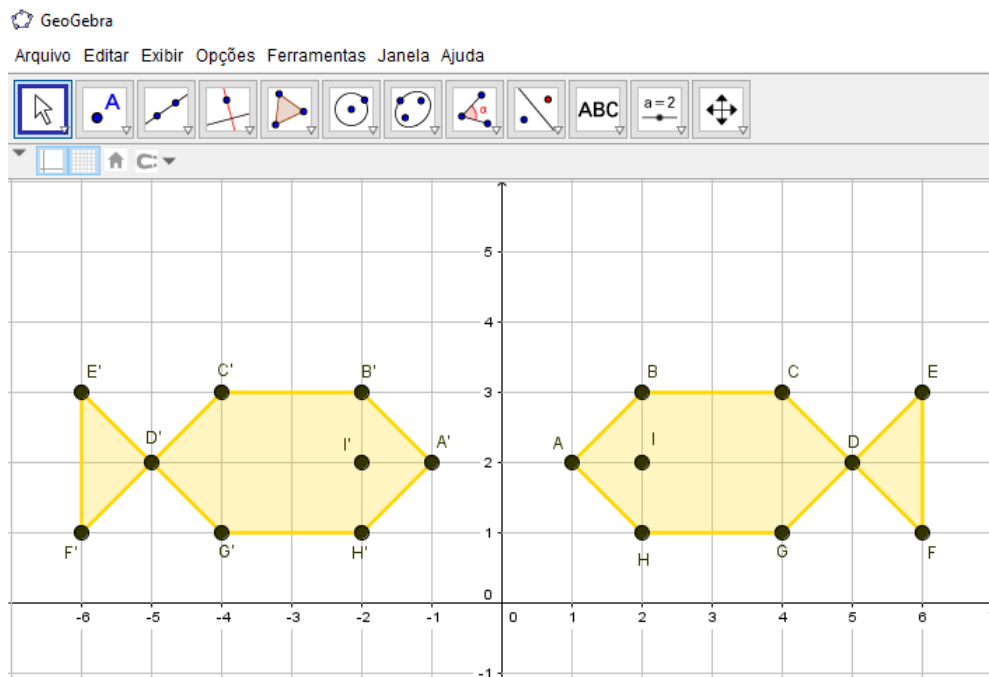 GeoGebra
Arquivo Editar Exibir Opções Ferramentas Janela Ajuda
A α ABC a=2
5
4
E' C' B' B C E
3
D' I' A' A I D
2
1
F' G' H' H G F
0
-6 -5 -4 -3 -2 -1 0 1 2 3 4 5 6
-1